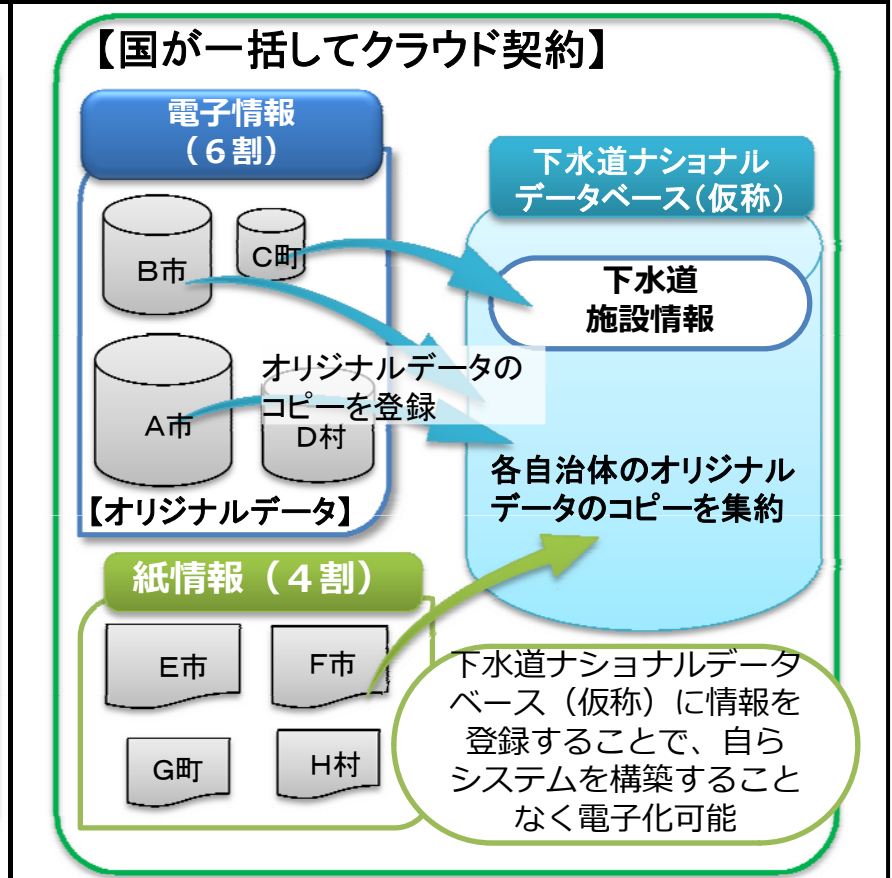 【国が一括してクラウド契約】
電子情報
（６割）
B市
C町
A市
D村
オリジナルデータの
コピーを登録
【オリジナルデータ】
下水道ナショナル
データベース（仮称）
下水道
施設情報
各自治体のオリジナル
データのコピーを集約
紙情報（４割）
E市
F市
G町
H村
下水道ナショナルデータ
ベース（仮称）に情報を
登録することで、自ら
システムを構築すること
なく電子化可能